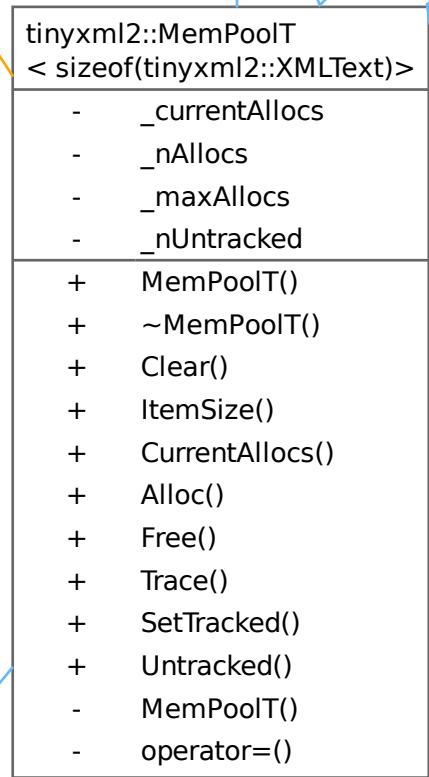 tinyxml2::MemPoolT
< sizeof(tinyxml2::XMLText)>
- _currentAllocs
- _nAllocs
- _maxAllocs
- _nUntracked
+ MemPoolT()
+ ~MemPoolT()
+ Clear()
+ ItemSize()
+ CurrentAllocs()
+ Alloc()
+ Free()
+ Trace()
+ SetTracked()
+ Untracked()
- MemPoolT()
- operator=()